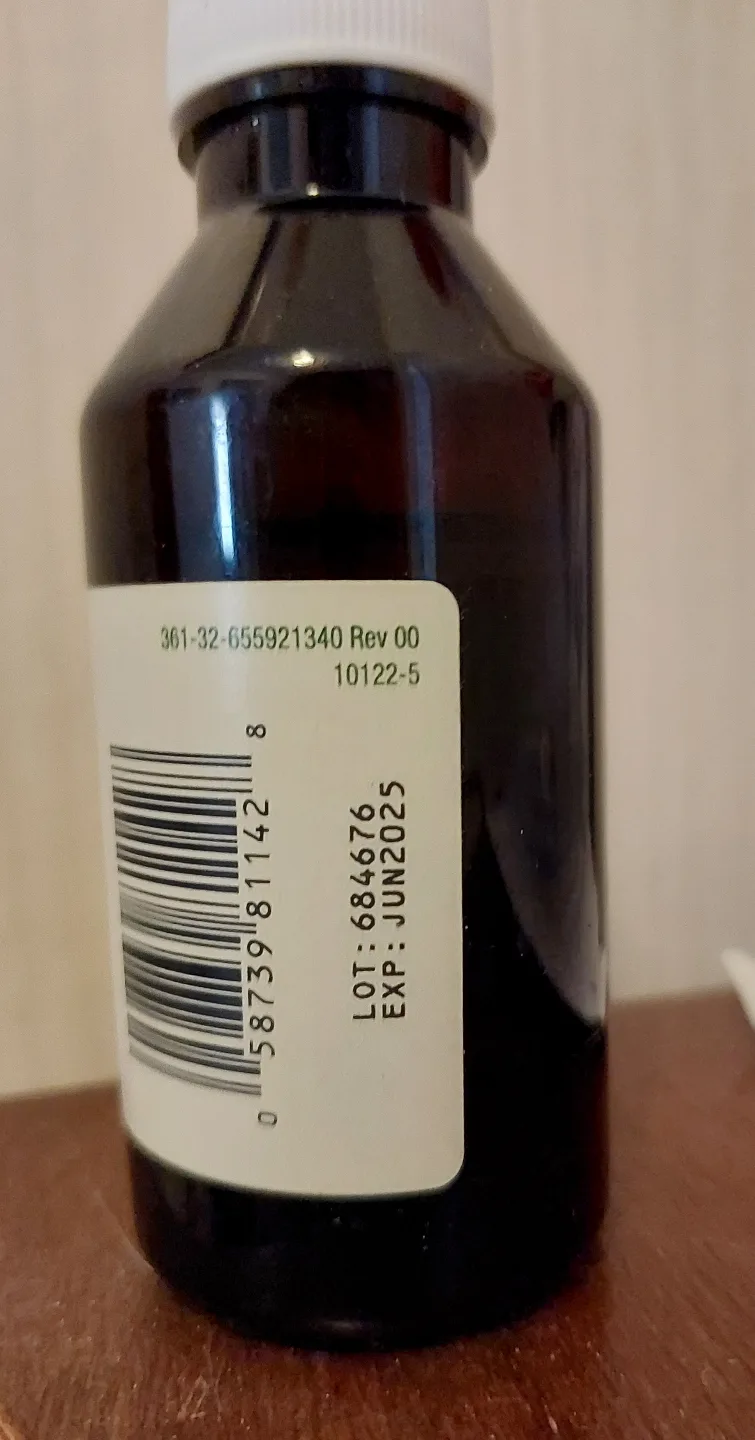 361-32-655921340 Rev 00
10122-5
0 58739 81142 8
LOT: 684676
EXP: JUN2025